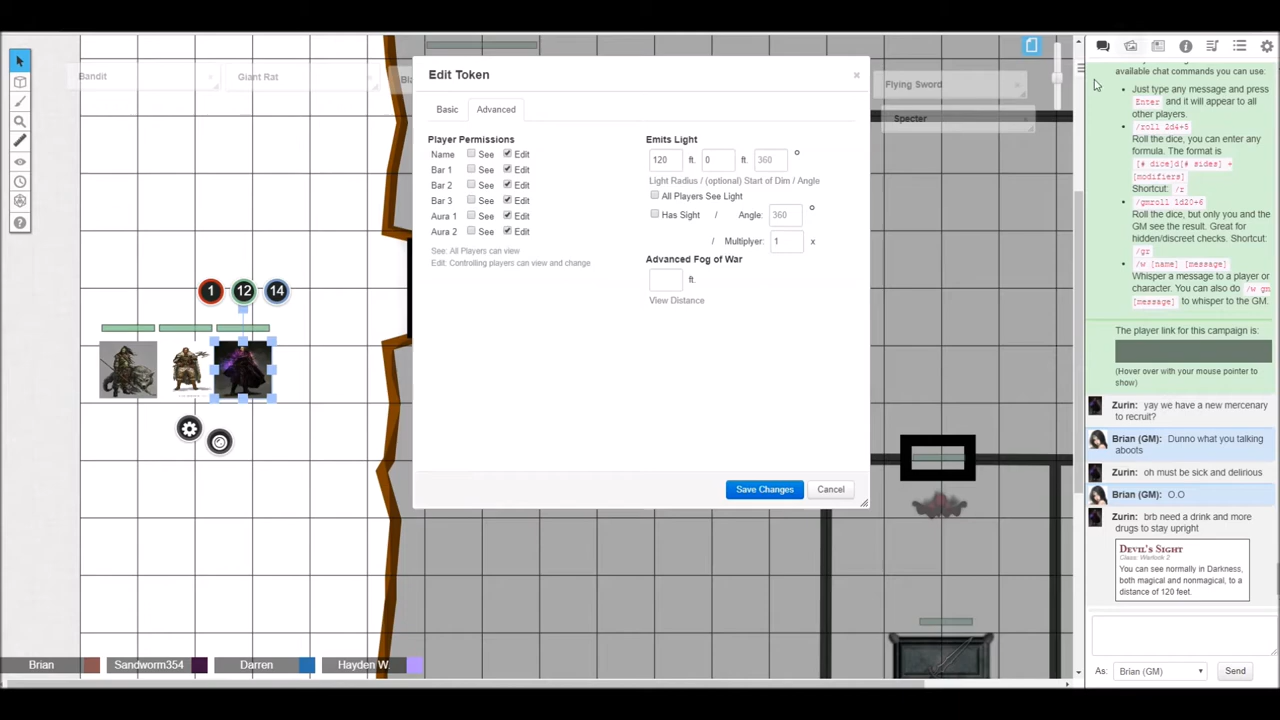 Bandit
Giant Rat
Flying Sword
Specter
1
12
14
Edit Token
×
Basic
Advanced
Player Permissions
Name See Edit
Bar 1 See Edit
Bar 2 See Edit
Bar 3 See Edit
Aura 1 See Edit
Aura 2 See Edit
See: All Players can view
Edit: Controlling players can view and change
Emits Light
120 ft. 0 ft. 360 °
Light Radius / (optional) Start of Dim / Angle
All Players See Light
Has Sight / Angle: 360 °
/ Multiplyer: 1 x
Advanced Fog of War
ft.
View Distance
Save Changes
Cancel
available chat commands you can use:
• Just type any message and press
Enter and it will appear to all
other players.
• /roll 2d4+5
Roll the dice, you can enter any
formula. The format is
[# dice]d[# sides] +
[modifiers]
Shortcut: /r
• /gmroll 1d20+6
Roll the dice, but only you and the
GM see the result. Great for
hidden/discreet checks. Shortcut:
/gr
• /w [name] [message]
Whisper a message to a player or
character. You can also do /w gm
[message] to whisper to the GM.
The player link for this campaign is:
(Hover over with your mouse pointer to
show)
Zurin: yay we have a new mercenary
to recruit?
Brian (GM): Dunno what you talking
aboots
Zurin: oh must be sick and delirious
Brian (GM): O.O
Zurin: brb need a drink and more
drugs to stay upright
Devil's Sight
Class: Warlock 2
You can see normally in Darkness,
both magical and nonmagical, to a
distance of 120 feet.
As: Brian (GM)
Send
Brian
Sandworm354
Darren
Hayden W.